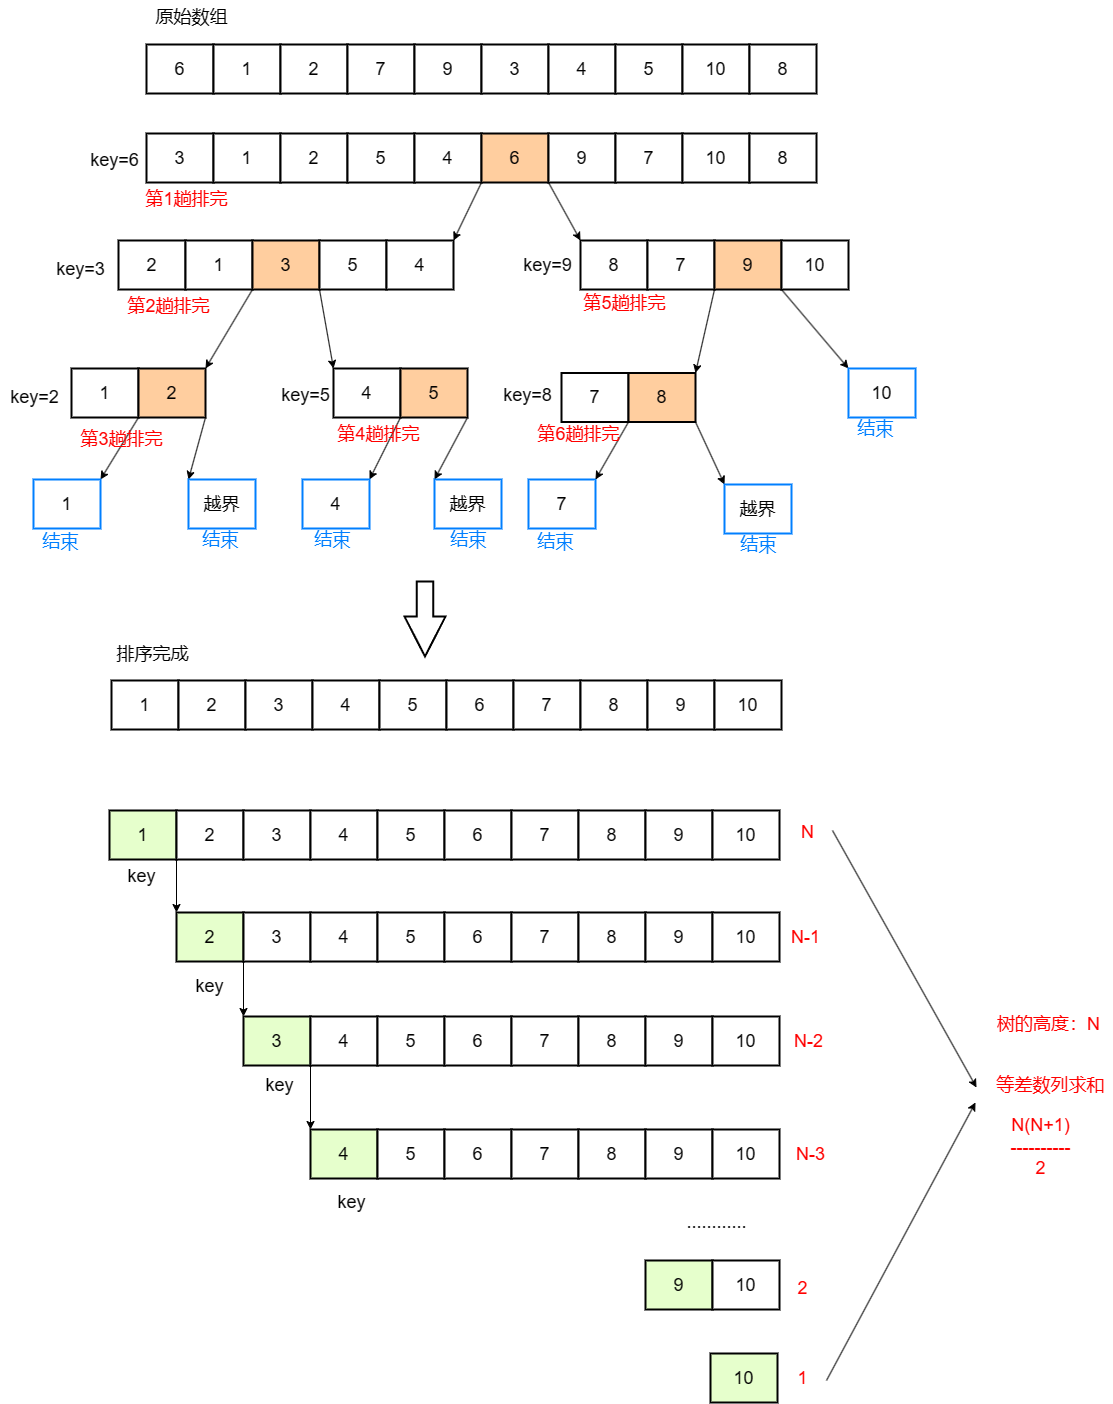 原始数组
6 1 2 7 9 3 4 5 10 8
key=6 3 1 2 5 4 6 9 7 10 8
第1趟排完
key=3 2 1 3 5 4
第2趟排完
key=9 8 7 9 10
第5趟排完
key=2 1 2
第3趟排完
key=5 4 5
第4趟排完
key=8 7 8
第6趟排完
10
结束
1
结束
越界
结束
4
结束
越界
结束
7
结束
越界
结束
排序完成
1 2 3 4 5 6 7 8 9 10
1 2 3 4 5 6 7 8 9 10 N
key
2 3 4 5 6 7 8 9 10 N-1
key
3 4 5 6 7 8 9 10 N-2
key
4 5 6 7 8 9 10 N-3
key
............
9 10 2
10 1
树的高度：N
等差数列求和
N(N+1)
----------
2